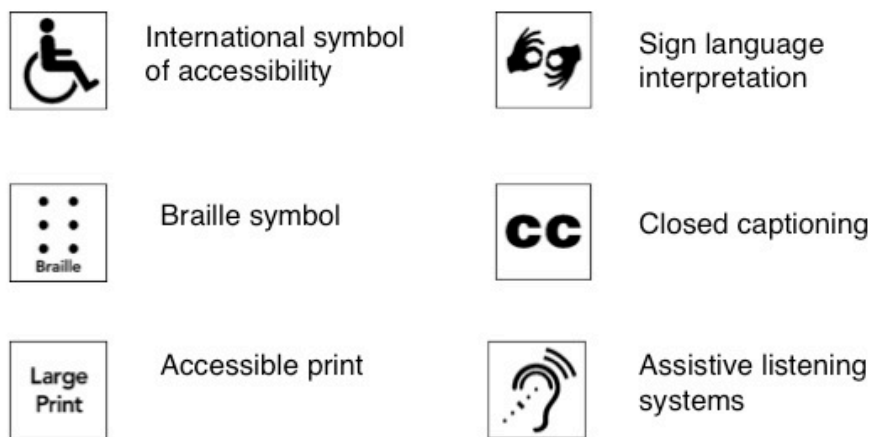 International symbol
of accessibility
Sign language
interpretation
Braille
Braille symbol
CC
Closed captioning
Large
Print
Accessible print
Assistive listening
systems